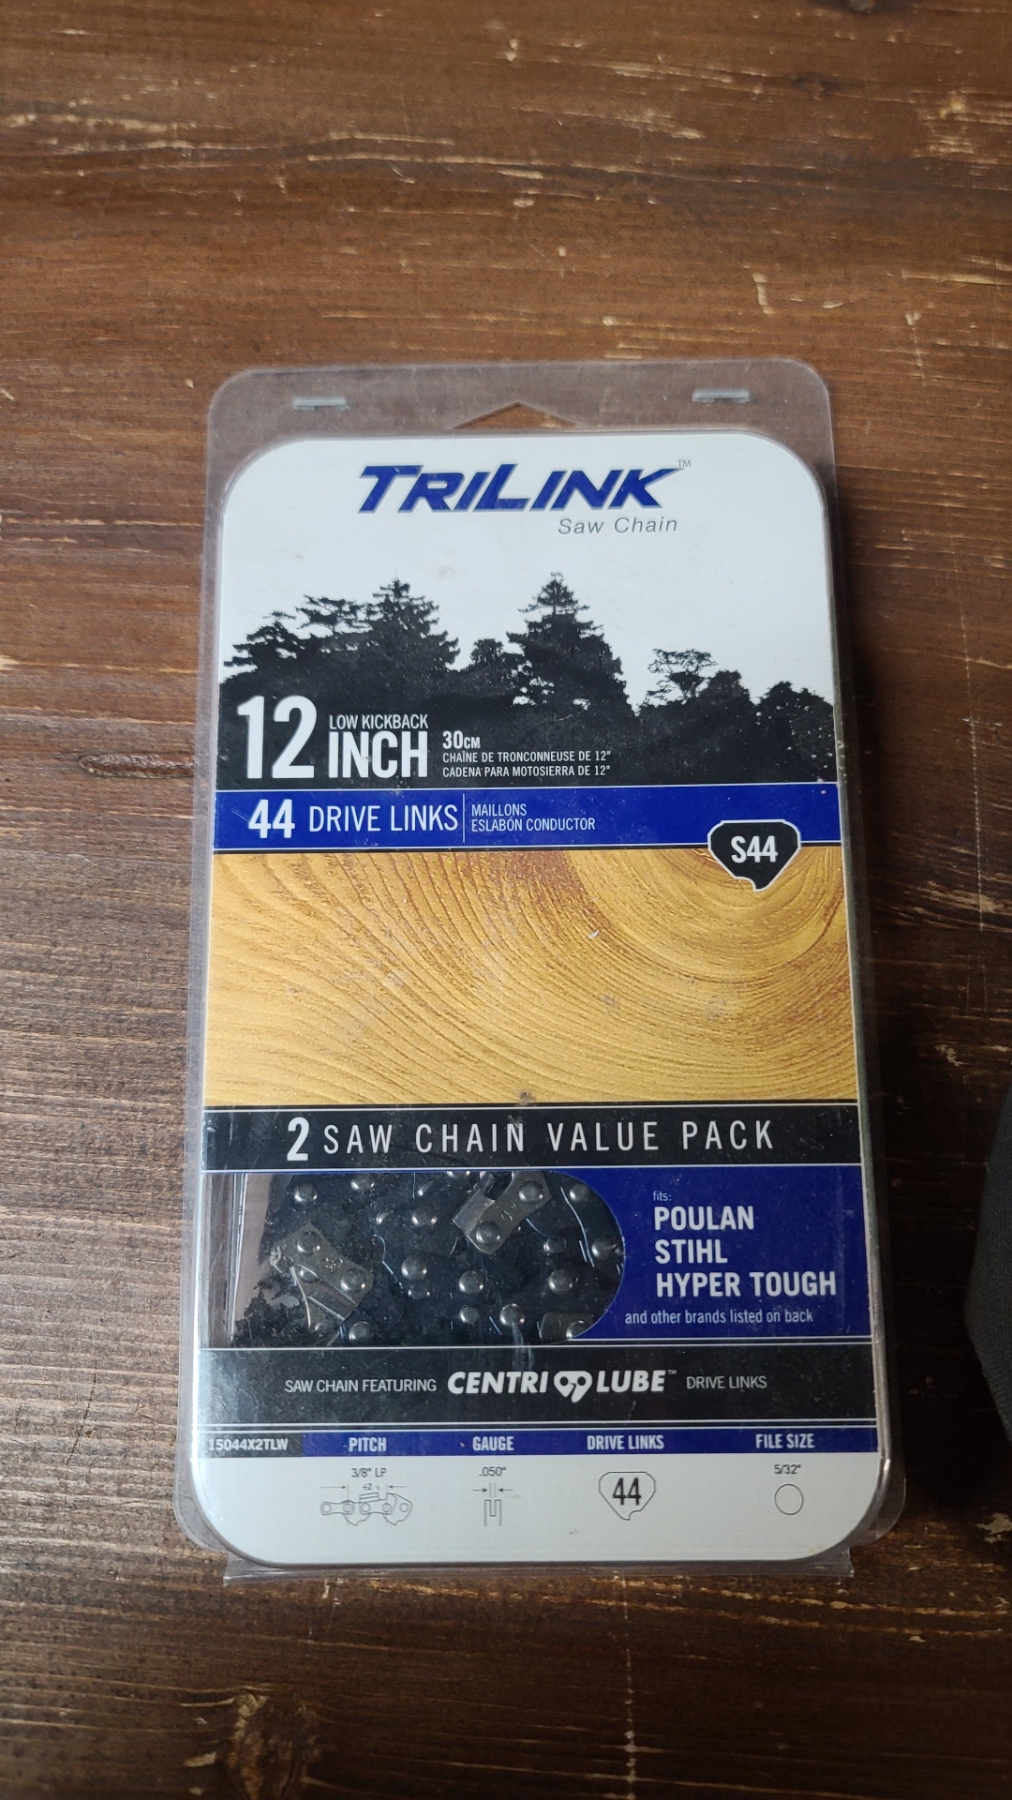 TRILINK™
Saw Chain
12 LOW KICKBACK INCH
30CM
CHAÎNE DE TRONCONNEUSE DE 12"
CADENA PARA MOTOSIERRA DE 12"
44 DRIVE LINKS
MAILLONS
ESLABÓN CONDUCTOR
S44
2 SAW CHAIN VALUE PACK
fits:
POULAN
STIHL
HYPER TOUGH
and other brands listed on back
SAW CHAIN FEATURING CENTRI LUBE™ DRIVE LINKS
15044X2TLW PITCH GAUGE DRIVE LINKS FILE SIZE
3/8" LP .050" 44 5/32"